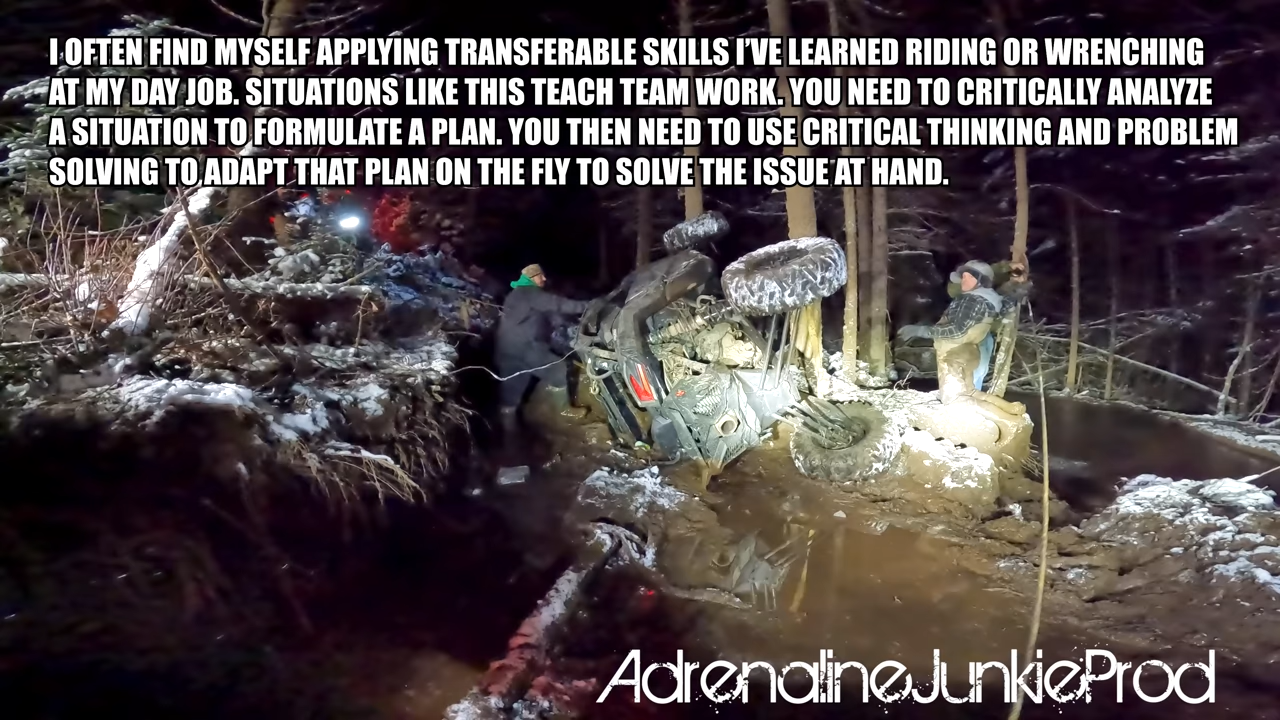 I OFTEN FIND MYSELF APPLYING TRANSFERABLE SKILLS I'VE LEARNED RIDING OR WRENCHING
AT MY DAY JOB. SITUATIONS LIKE THIS TEACH TEAM WORK. YOU NEED TO CRITICALLY ANALYZE
A SITUATION TO FORMULATE A PLAN. YOU THEN NEED TO USE CRITICAL THINKING AND PROBLEM
SOLVING TO ADAPT THAT PLAN ON THE FLY TO SOLVE THE ISSUE AT HAND.
AdrenalineJunkieProd